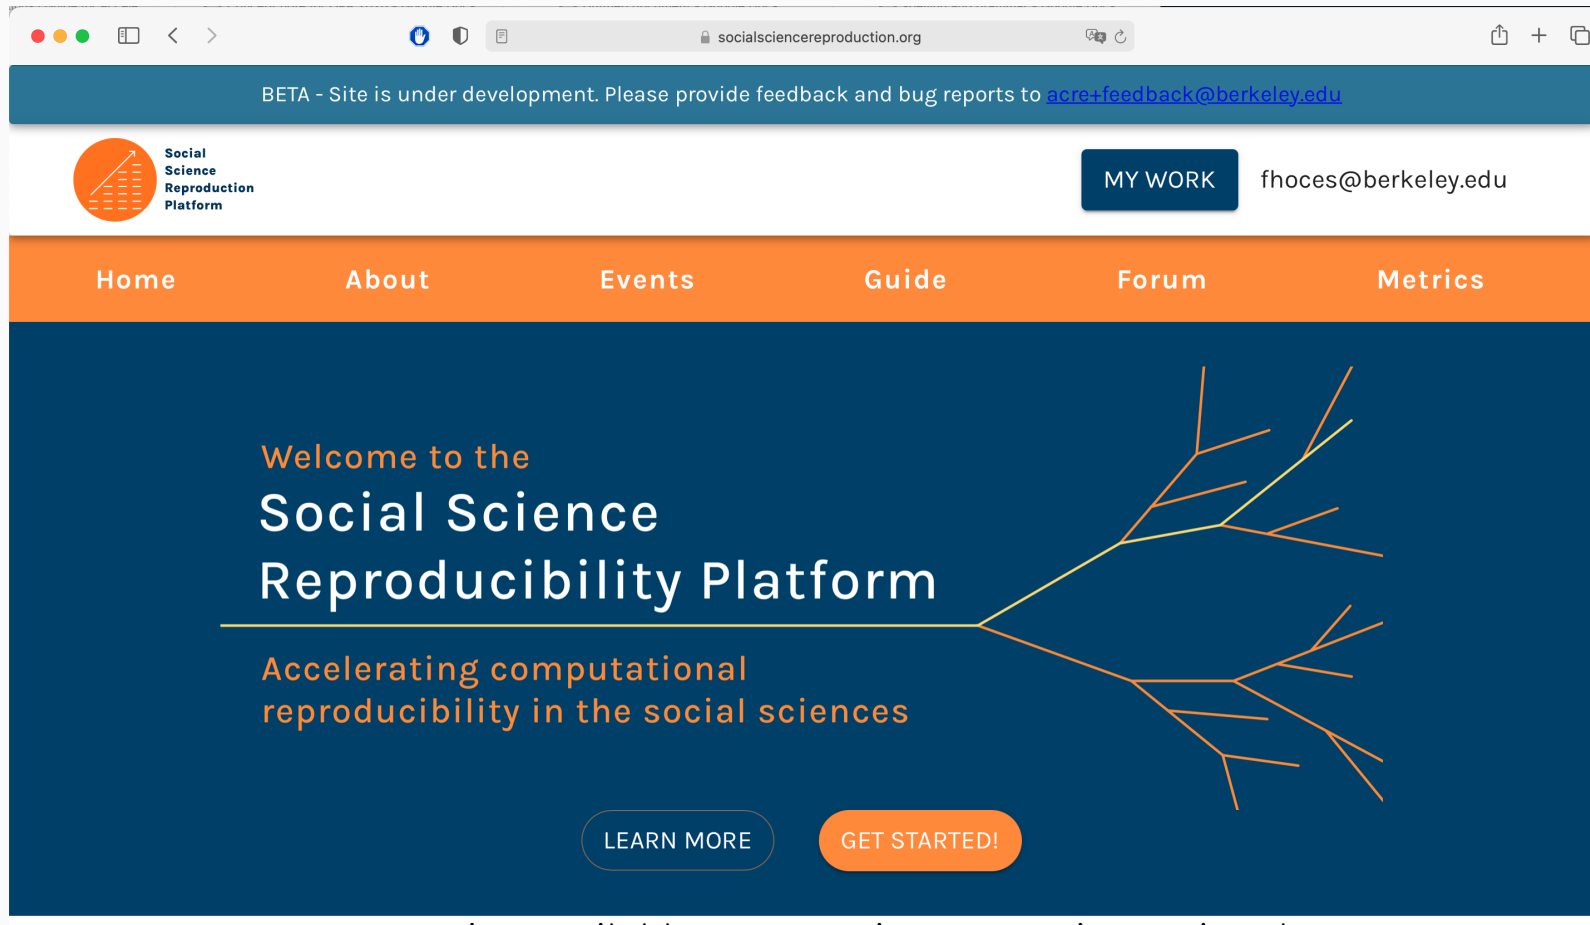 socialsciencereproduction.org
BETA - Site is under development. Please provide feedback and bug reports to acre+feedback@berkeley.edu
Social
Science
Reproduction
Platform
MY WORK
fhoces@berkeley.edu
Home About Events Guide Forum Metrics
Welcome to the
Social Science
Reproducibility Platform
Accelerating computational
reproducibility in the social sciences
LEARN MORE
GET STARTED!